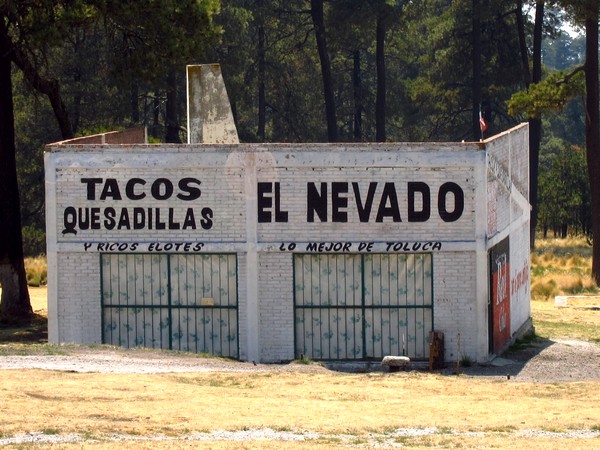 TACOS
QUESADILLAS
Y RICOS ELOTES
EL NEVADO
LO MEJOR DE TOLUCA